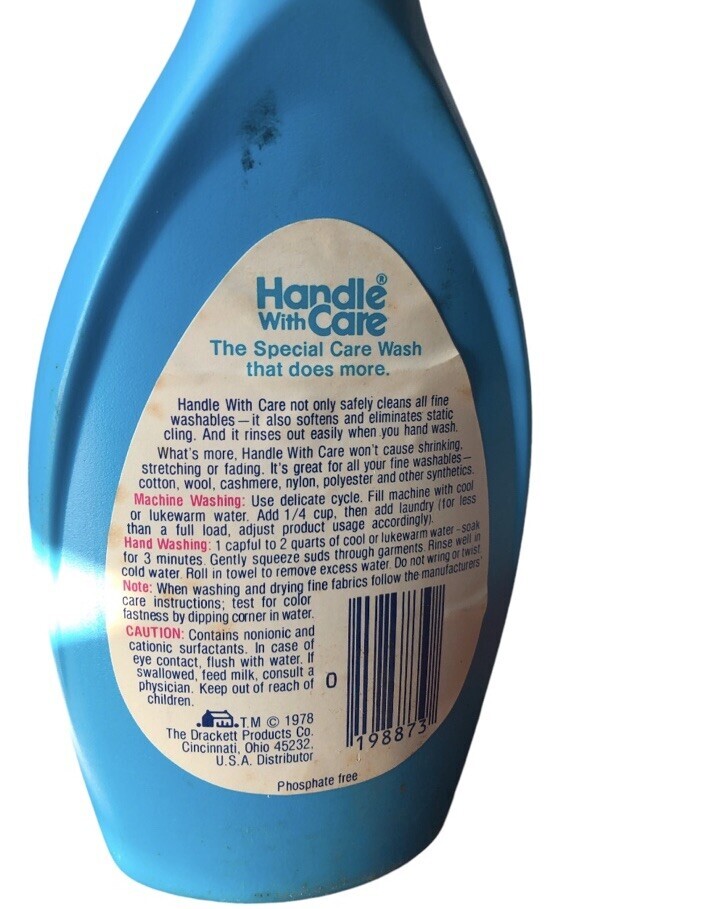 Handle®
With Care
The Special Care Wash
that does more.
Handle With Care not only safely cleans all fine
washables—it also softens and eliminates static
cling. And it rinses out easily when you hand wash.
What's more, Handle With Care won't cause shrinking,
stretching or fading. It's great for all your fine washables—
cotton, wool, cashmere, nylon, polyester and other synthetics.
Machine Washing: Use delicate cycle. Fill machine with cool
or lukewarm water. Add 1/4 cup, then add laundry (for less
than a full load, adjust product usage accordingly).
Hand Washing: 1 capful to 2 quarts of cool or lukewarm water-soak
for 3 minutes. Gently squeeze suds through garments. Rinse well in
cold water. Roll in towel to remove excess water. Do not wring or twist.
Note: When washing and drying fine fabrics follow the manufacturers'
care instructions; test for color
fastness by dipping corner in water.
CAUTION: Contains nonionic and
cationic surfactants. In case of
eye contact, flush with water. If
swallowed, feed milk, consult a
physician. Keep out of reach of
children.
T.M © 1978
The Drackett Products Co.
Cincinnati, Ohio 45232.
U.S.A. Distributor
0
198873
Phosphate free